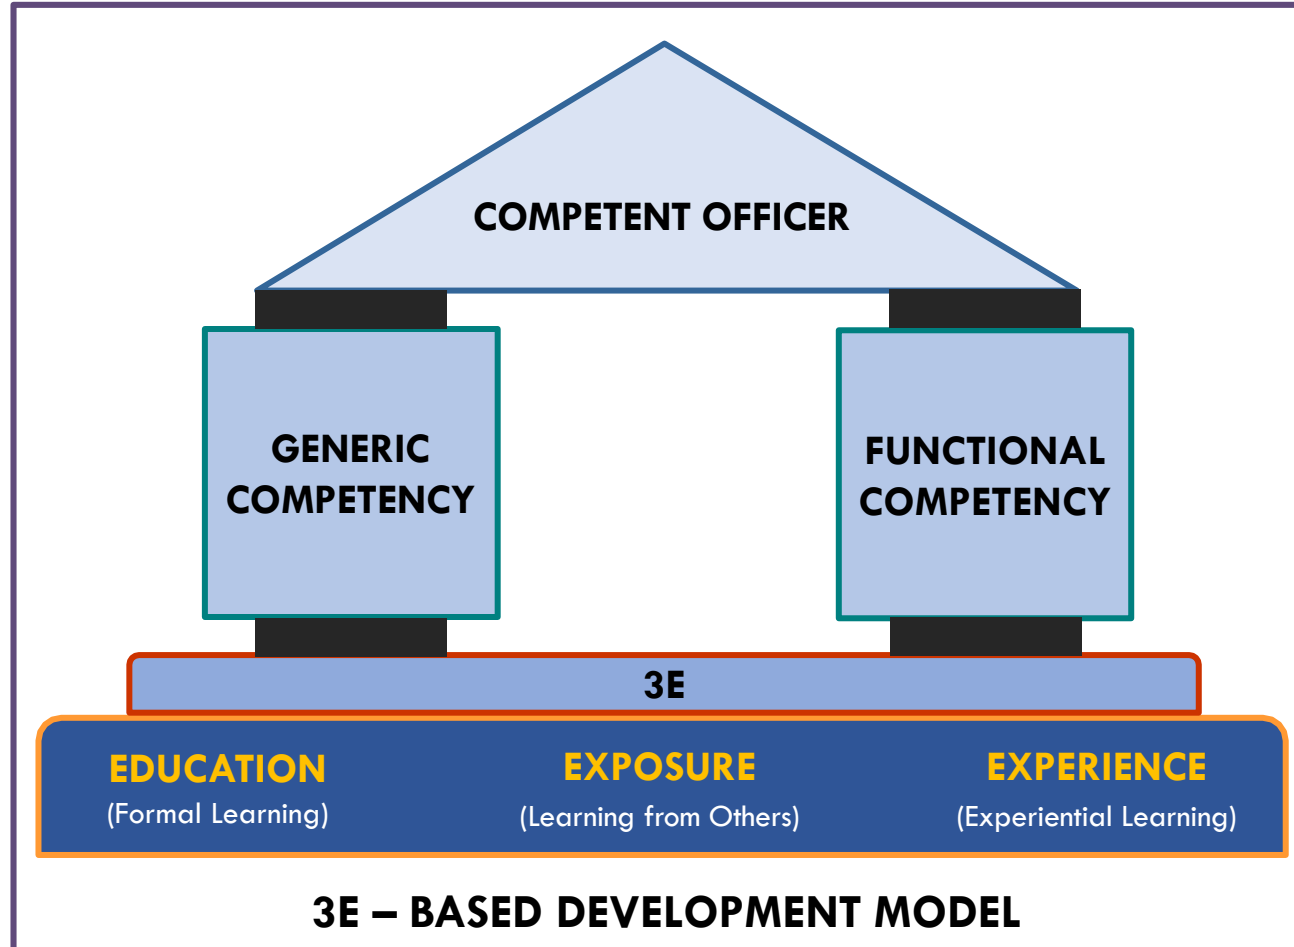 COMPETENT OFFICER
GENERIC
COMPETENCY
FUNCTIONAL
COMPETENCY
3E
EDUCATION
(Formal Learning)
EXPOSURE
(Learning from Others)
EXPERIENCE
(Experiential Learning)
3E – BASED DEVELOPMENT MODEL